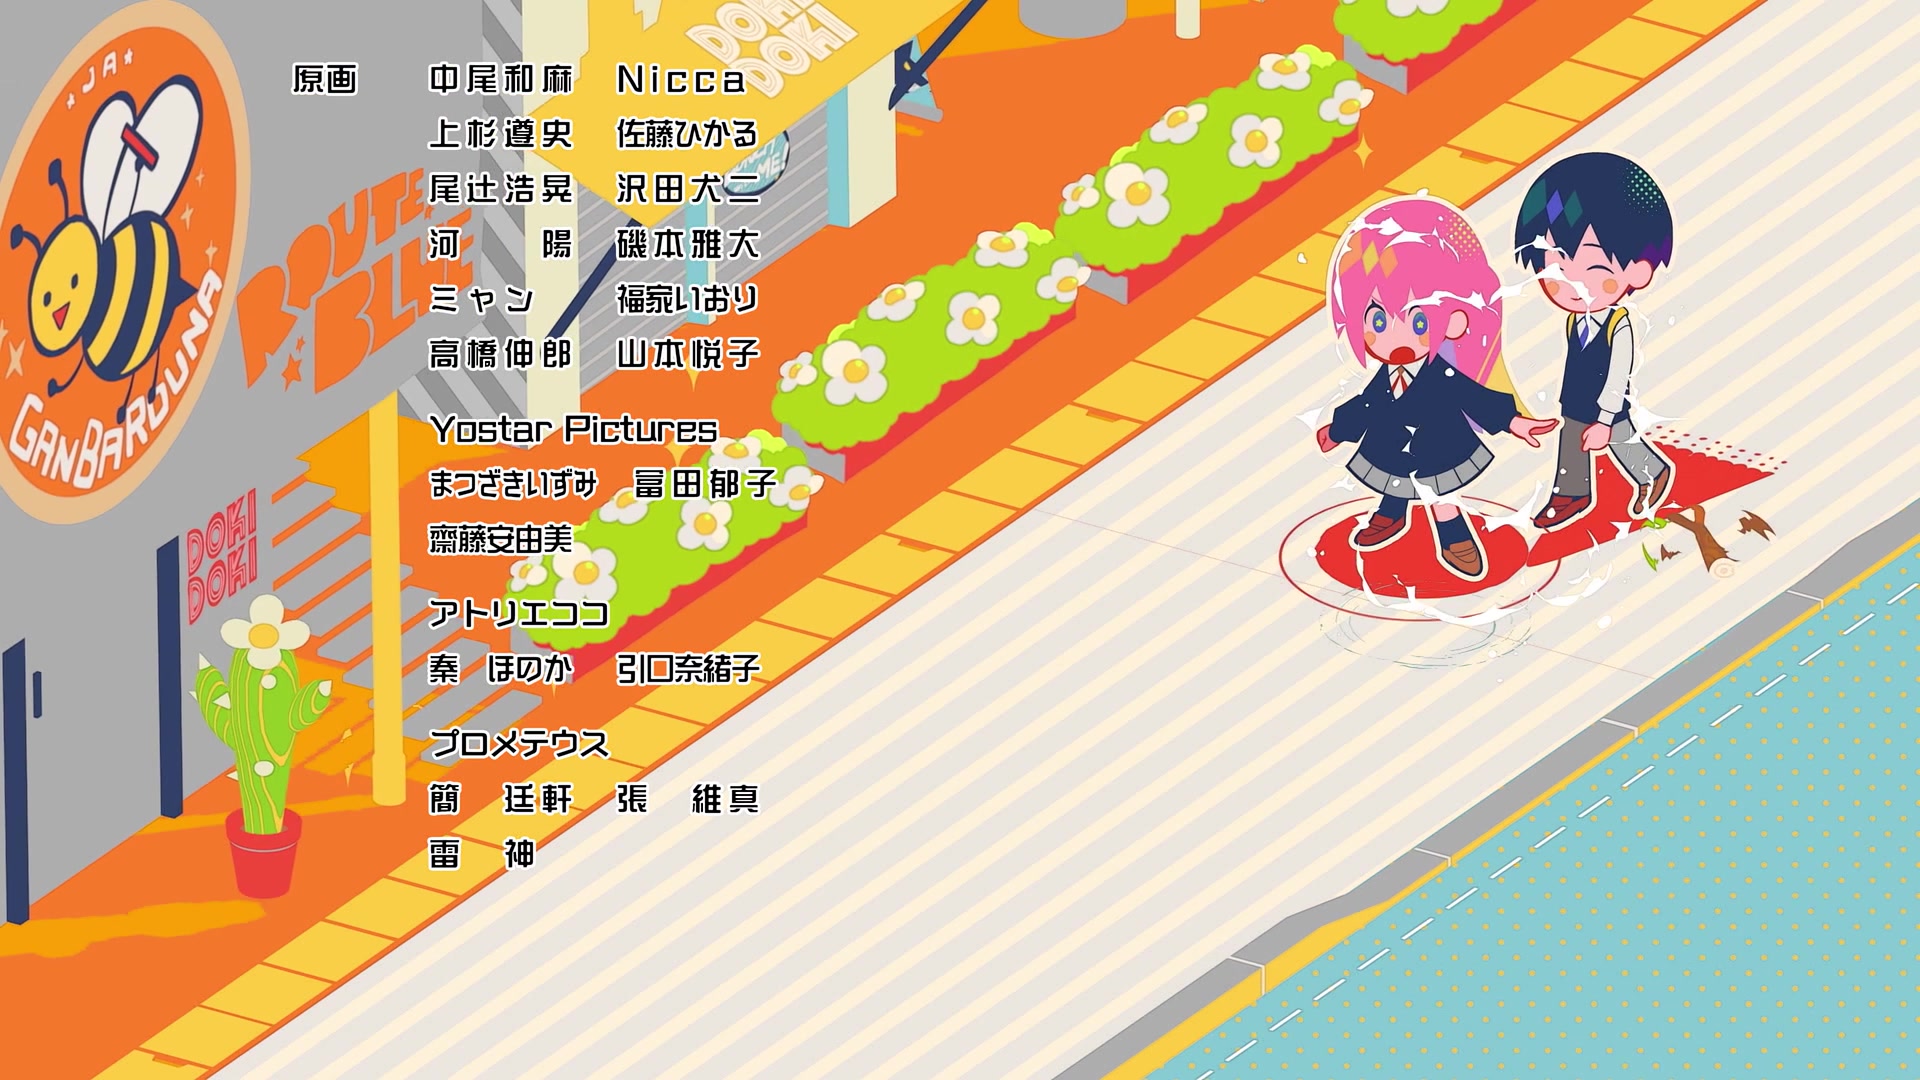 JA
GANBAROUNA
ROUTE
BLUE
DOKI
DOKI
DOKI
DOKI
原画 中尾和麻 Nicca
上杉遵史 佐藤ひかる
尾辻浩晃 沢田犬二
河 陽 磯本雅大
ミャン 福家いおり
高橋伸郎 山本悦子
Yostar Pictures
まつざきいずみ 冨田郁子
齋藤安由美
アトリエココ
秦 ほのか 引口奈緒子
プロメテウス
簡 廷軒 張 維真
雷 神